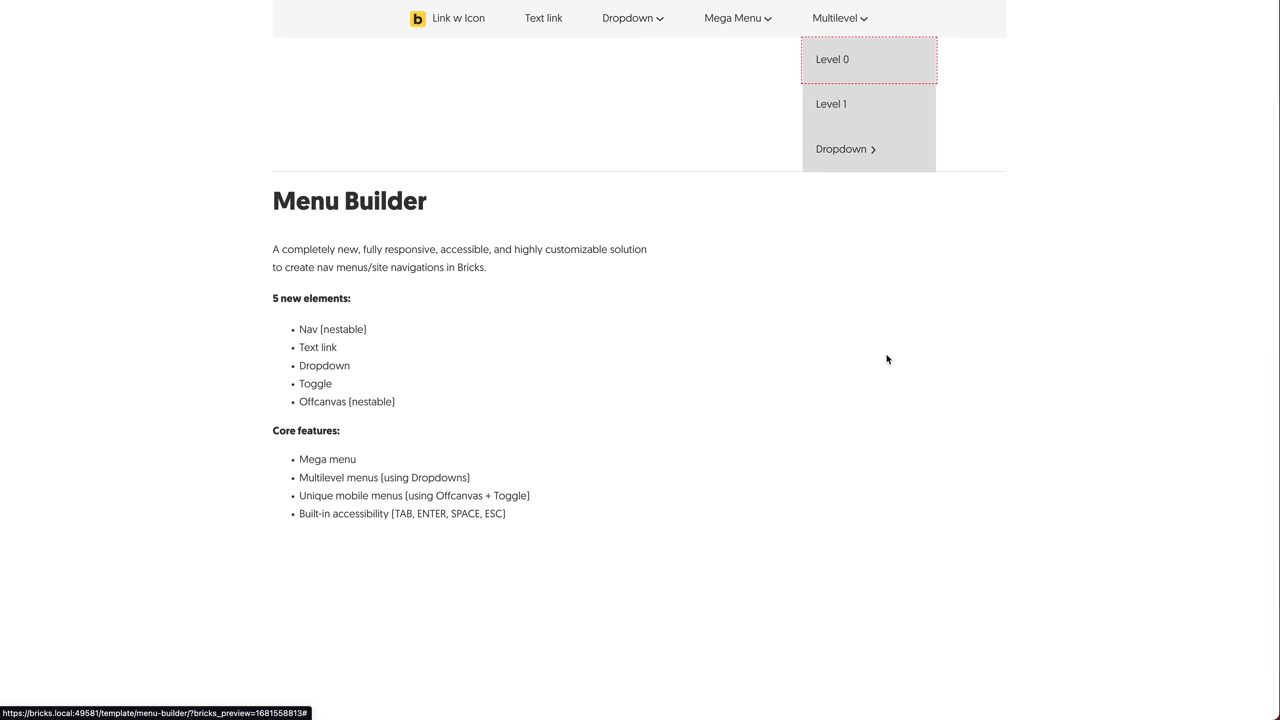 b Link w Icon Text link Dropdown Mega Menu Multilevel
Level 0
Level 1
Dropdown
Menu Builder
A completely new, fully responsive, accessible, and highly customizable solution
to create nav menus/site navigations in Bricks.
5 new elements:
• Nav (nestable)
• Text link
• Dropdown
• Toggle
• Offcanvas (nestable)
Core features:
• Mega menu
• Multilevel menus (using Dropdowns)
• Unique mobile menus (using Offcanvas + Toggle)
• Built-in accessibility (TAB, ENTER, SPACE, ESC)
https://bricks.local:49581/template/menu-builder/?bricks_preview=1681558813#